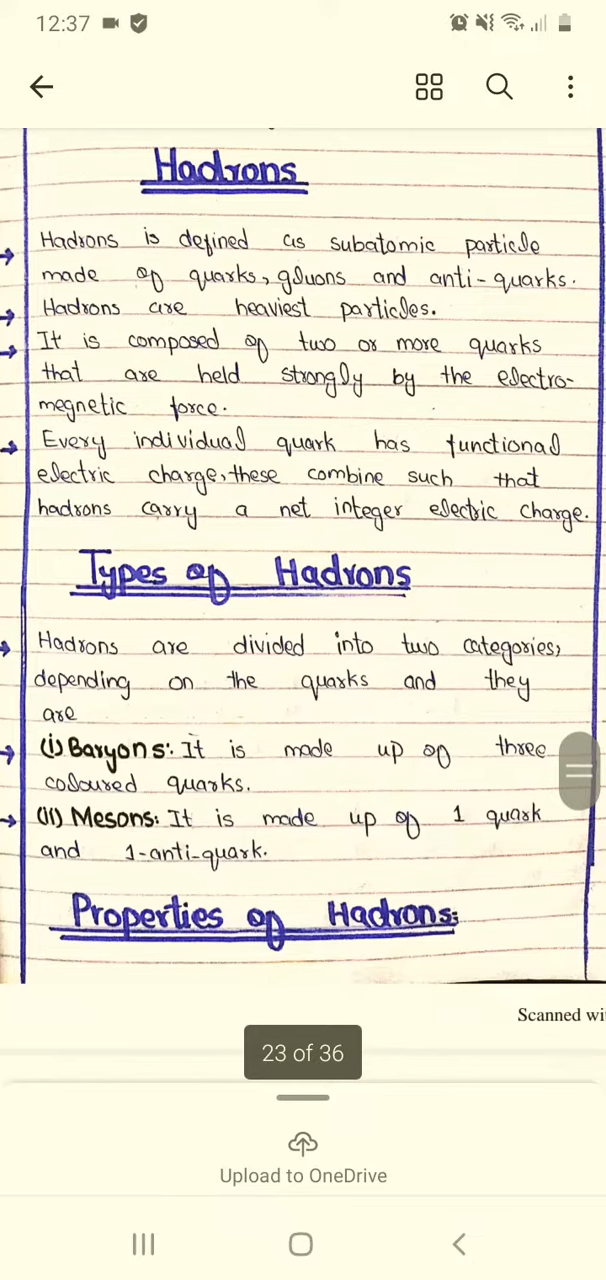 12:37
Hadrons
Hadrons is defined as subatomic particle
made of quarks, gluons and anti-quarks.
Hadrons are heaviest particles.
It is composed of two or more quarks
that are held strongly by the electro-
megnetic force.
Every individual quark has functional
electric charge, these combine such that
hadrons carry a net integer electric charge.
Types of Hadrons
Hadrons are divided into two categories,
depending on the quarks and they
are
(i) Baryons: It is made up of three
coloured quarks.
(ii) Mesons: It is made up of 1 quark
and 1-anti-quark.
Properties of Hadrons:
Scanned wi
23 of 36
Upload to OneDrive